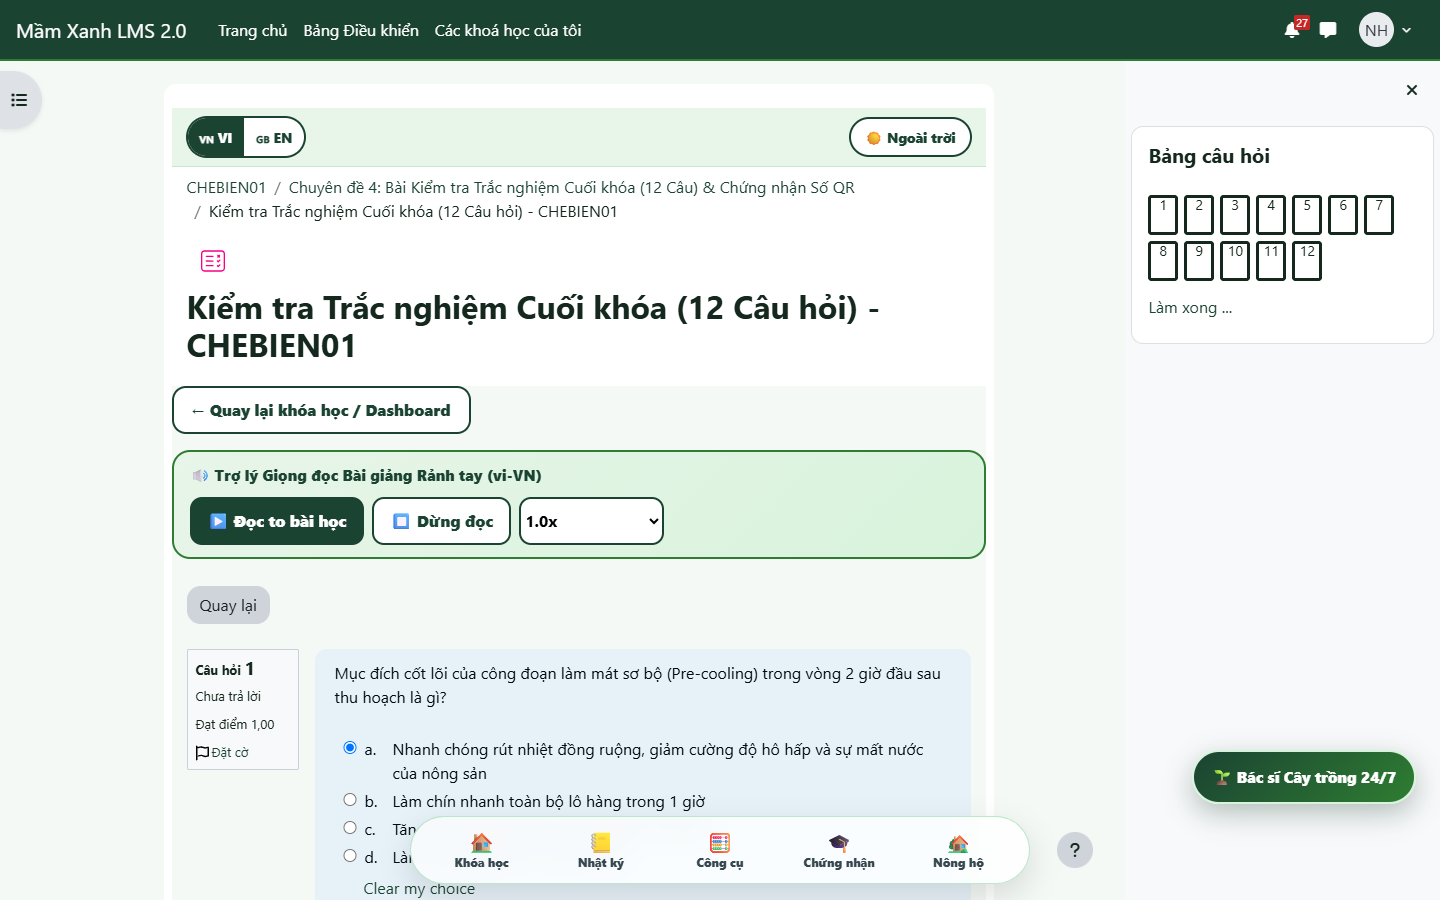 Mầm Xanh LMS 2.0
Trang chủ
Bảng Điều khiển
Các khoá học của tôi
27
NH
VN VI
GB EN
Ngoài trời
CHEBIEN01 / Chuyên đề 4: Bài Kiểm tra Trắc nghiệm Cuối khóa (12 Câu) & Chứng nhận Số QR
/ Kiểm tra Trắc nghiệm Cuối khóa (12 Câu hỏi) - CHEBIEN01
Kiểm tra Trắc nghiệm Cuối khóa (12 Câu hỏi) -
CHEBIEN01
← Quay lại khóa học / Dashboard
Trợ lý Giọng đọc Bài giảng Rảnh tay (vi-VN)
Đọc to bài học
Dừng đọc
1.0x
Quay lại
Câu hỏi 1
Chưa trả lời
Đạt điểm 1,00
Đặt cờ
Mục đích cốt lõi của công đoạn làm mát sơ bộ (Pre-cooling) trong vòng 2 giờ đầu sau
thu hoạch là gì?
a. Nhanh chóng rút nhiệt đồng ruộng, giảm cường độ hô hấp và sự mất nước
của nông sản
b. Làm chín nhanh toàn bộ lô hàng trong 1 giờ
c.
d.
Clear my choice
Khóa học
Nhật ký
Công cụ
Chứng nhận
Nông hộ
?
Bảng câu hỏi
1 2 3 4 5 6 7
8 9 10 11 12
Làm xong ...
Bác sĩ Cây trồng 24/7